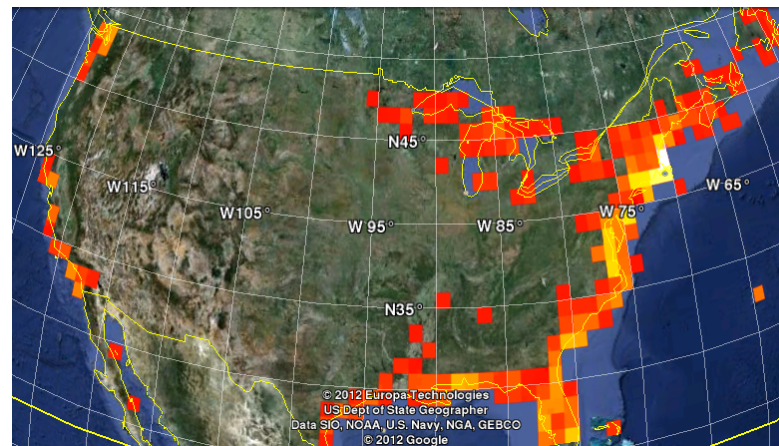 N45°
W125°
W115°
W105°
W 95°
W 85°
W 75°
W 65°
N35°
© 2012 Europa Technologies
US Dept of State Geographer
Data SIO, NOAA, U.S. Navy, NGA, GEBCO
© 2012 Google